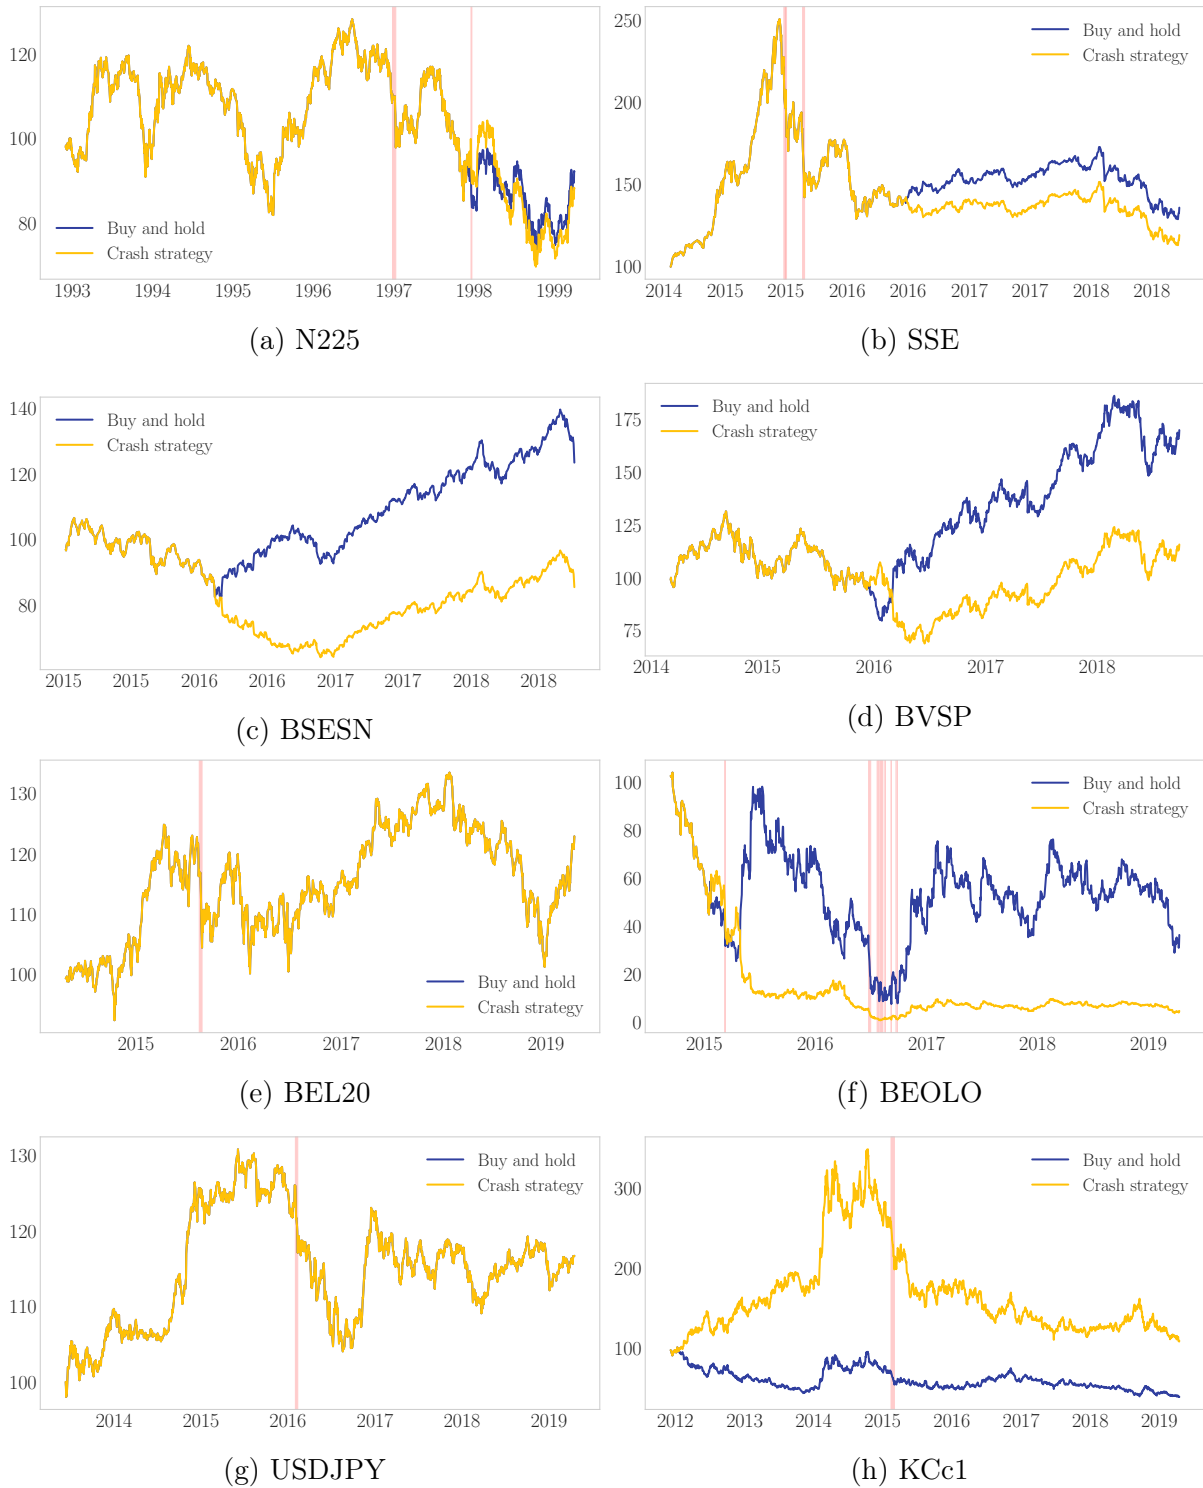 120
100
80
Buy and hold
Crash strategy
1993 1994 1995 1996 1997 1998 1999
(a) N225
250
200
150
100
Buy and hold
Crash strategy
2014 2015 2015 2016 2016 2017 2017 2018 2018
(b) SSE
140
120
100
80
Buy and hold
Crash strategy
2015 2015 2016 2016 2017 2017 2018 2018
(c) BSESN
175
150
125
100
75
Buy and hold
Crash strategy
2014 2015 2016 2017 2018
(d) BVSP
130
120
110
100
Buy and hold
Crash strategy
2015 2016 2017 2018 2019
(e) BEL20
100
80
60
40
20
0
Buy and hold
Crash strategy
2015 2016 2017 2018 2019
(f) BEOLO
130
120
110
100
Buy and hold
Crash strategy
2014 2015 2016 2017 2018 2019
(g) USDJPY
300
200
100
Buy and hold
Crash strategy
2012 2013 2014 2015 2016 2017 2018 2019
(h) KCc1